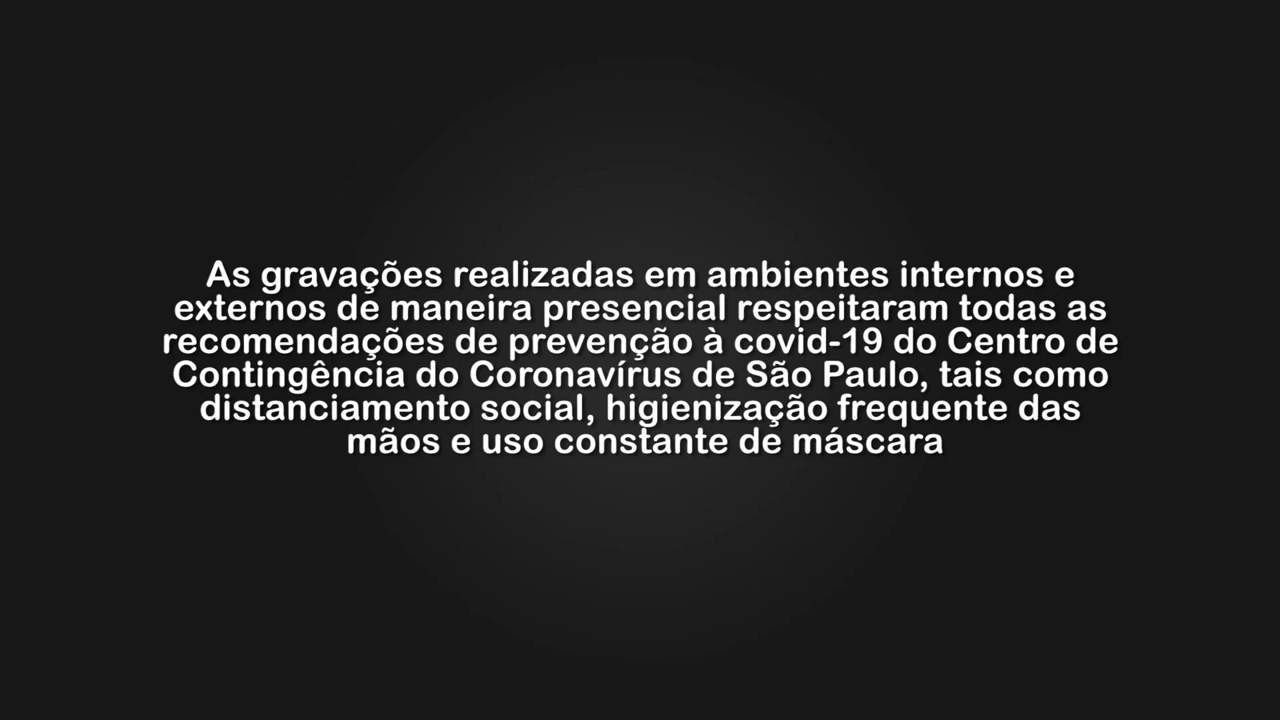 As gravações realizadas em ambientes internos e
externos de maneira presencial respeitaram todas as
recomendações de prevenção à covid-19 do Centro de
Contingência do Coronavírus de São Paulo, tais como
distanciamento social, higienização frequente das
mãos e uso constante de máscara